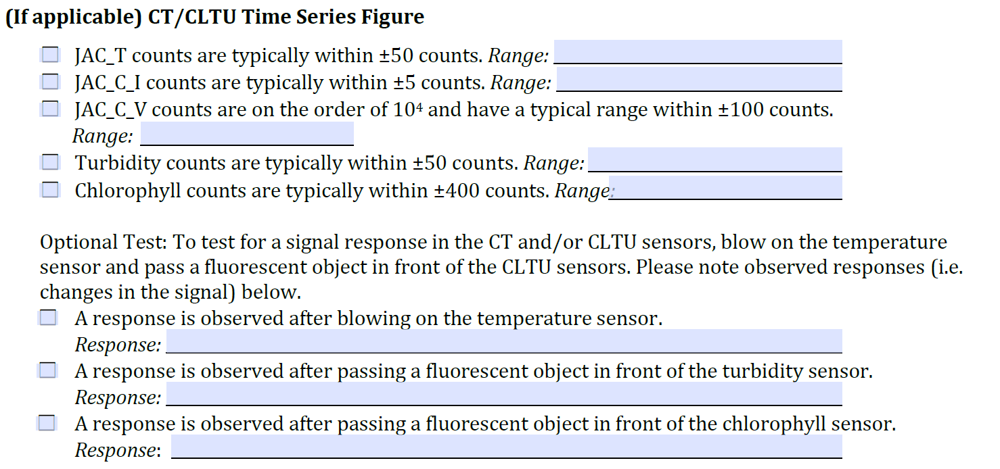 (If applicable) CT/CLTU Time Series Figure
JAC_T counts are typically within ±50 counts. Range:
JAC_C_I counts are typically within ±5 counts. Range:
JAC_C_V counts are on the order of 10⁴ and have a typical range within ±100 counts.
Range:
Turbidity counts are typically within ±50 counts. Range:
Chlorophyll counts are typically within ±400 counts. Range:
Optional Test: To test for a signal response in the CT and/or CLTU sensors, blow on the temperature
sensor and pass a fluorescent object in front of the CLTU sensors. Please note observed responses (i.e.
changes in the signal) below.
A response is observed after blowing on the temperature sensor.
Response:
A response is observed after passing a fluorescent object in front of the turbidity sensor.
Response:
A response is observed after passing a fluorescent object in front of the chlorophyll sensor.
Response: